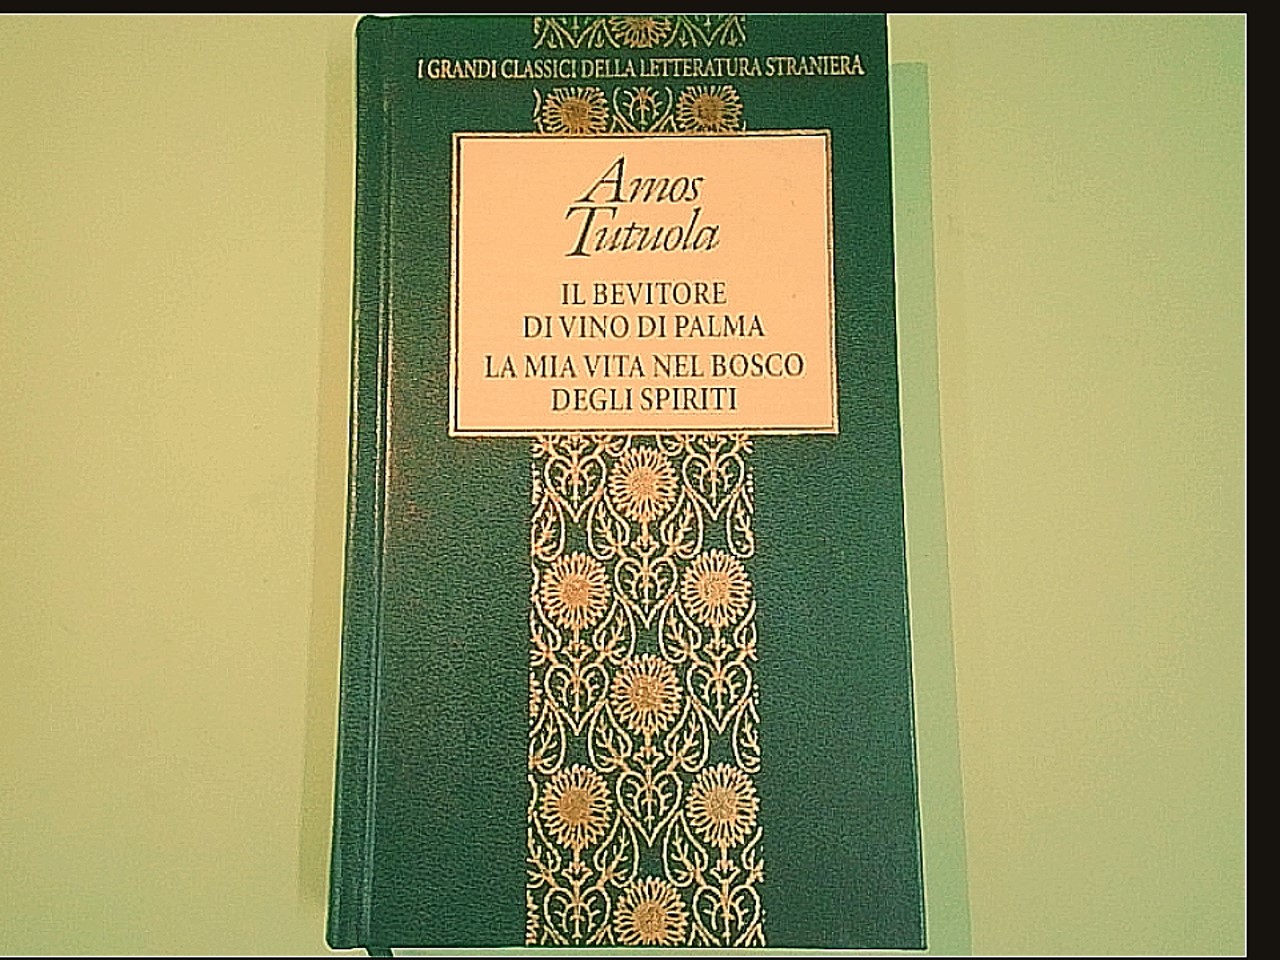 I GRANDI CLASSICI DELLA LETTERATURA STRANIERA
Amos
Tutuola
IL BEVITORE
DI VINO DI PALMA
LA MIA VITA NEL BOSCO
DEGLI SPIRITI